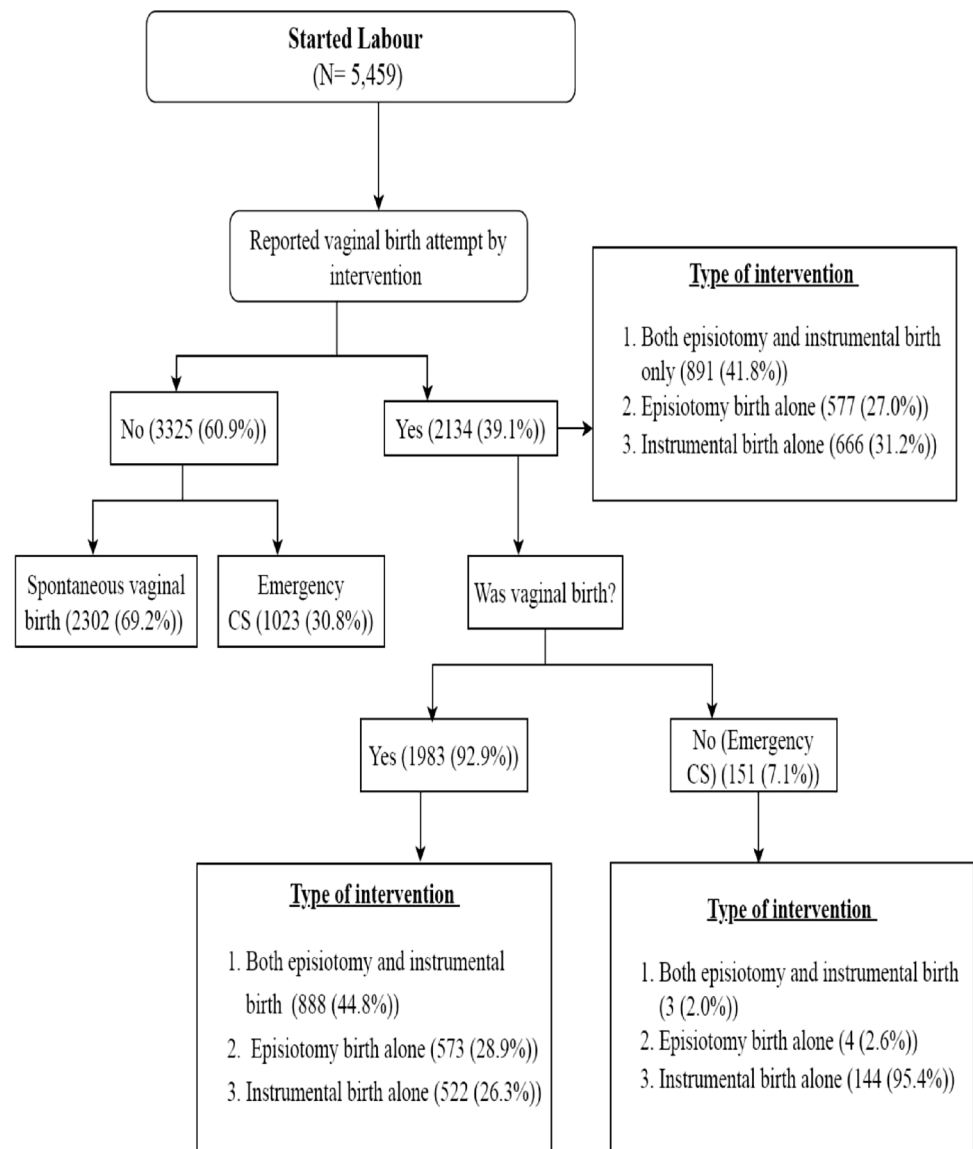 Started Labour
(N= 5,459)
Reported vaginal birth attempt by
intervention
Type of intervention
1. Both episiotomy and instrumental birth
only (891 (41.8%))
2. Episiotomy birth alone (577 (27.0%))
3. Instrumental birth alone (666 (31.2%))
No (3325 (60.9%))
Yes (2134 (39.1%))
Spontaneous vaginal
birth (2302 (69.2%))
Emergency
CS (1023 (30.8%))
Was vaginal birth?
Yes (1983 (92.9%))
No (Emergency
CS) (151 (7.1%))
Type of intervention
1. Both episiotomy and instrumental
birth (888 (44.8%))
2. Episiotomy birth alone (573 (28.9%))
3. Instrumental birth alone (522 (26.3%))
Type of intervention
1. Both episiotomy and instrumental birth
(3 (2.0%))
2. Episiotomy birth alone (4 (2.6%))
3. Instrumental birth alone (144 (95.4%))